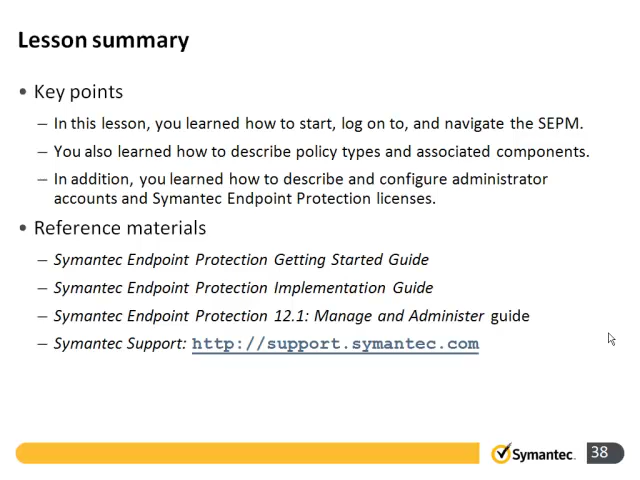 Lesson summary
• Key points
– In this lesson, you learned how to start, log on to, and navigate the SEPM.
– You also learned how to describe policy types and associated components.
– In addition, you learned how to describe and configure administrator
accounts and Symantec Endpoint Protection licenses.
• Reference materials
– Symantec Endpoint Protection Getting Started Guide
– Symantec Endpoint Protection Implementation Guide
– Symantec Endpoint Protection 12.1: Manage and Administer guide
– Symantec Support: http://support.symantec.com
Symantec.
38